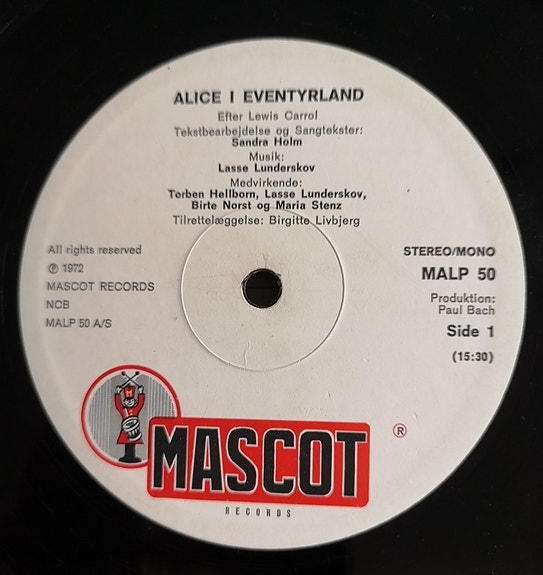 ALICE I EVENTYRLAND
Efter Lewis Carrol
Tekstbearbejdelse og Sangtekster:
Sandra Holm
Musik:
Lasse Lunderskov
Medvirkende:
Torben Hellborn, Lasse Lunderskov,
Birte Norst og Maria Stenz
Tilrettelæggelse: Birgitte Livbjerg
All rights reserved
℗ 1972
MASCOT RECORDS
NCB
MALP 50 A/S
STEREO/MONO
MALP 50
Produktion:
Paul Bach
Side 1
(15:30)
M
MASCOT ®
RECORDS